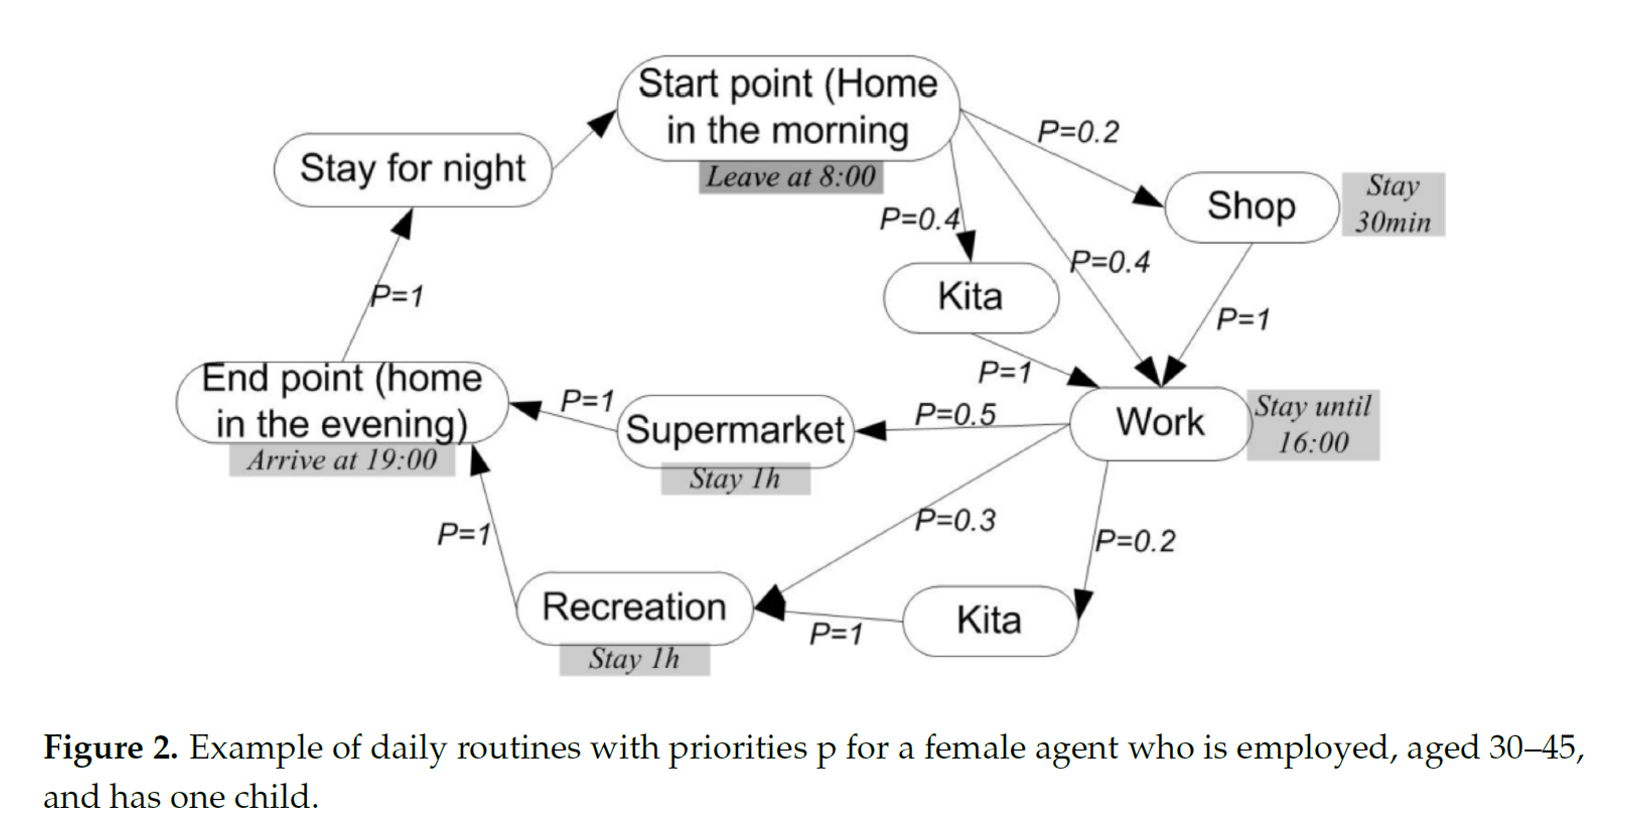 Start point (Home
in the morning
Leave at 8:00
P=0.2
Stay for night
Shop
Stay
30min
P=0.4
P=0.4
Kita
P=1
P=1
P=1
End point (home
in the evening)
Arrive at 19:00
P=1
Supermarket
Stay 1h
P=0.5
Work
Stay until
16:00
P=1
P=0.3
P=0.2
Recreation
Stay 1h
P=1
Kita
Figure 2. Example of daily routines with priorities p for a female agent who is employed, aged 30–45,
and has one child.